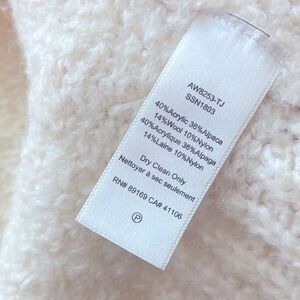 AW8253-TJ
SSN1803
40%Acrylic 36%Alpaca
14%Wool 10%Nylon
40%Acrylique 36%Alpaga
14%Laine 10%Nylon
Dry Clean Only
Nettoyer à sec seulement
RN# 89169 CA# 41106
P